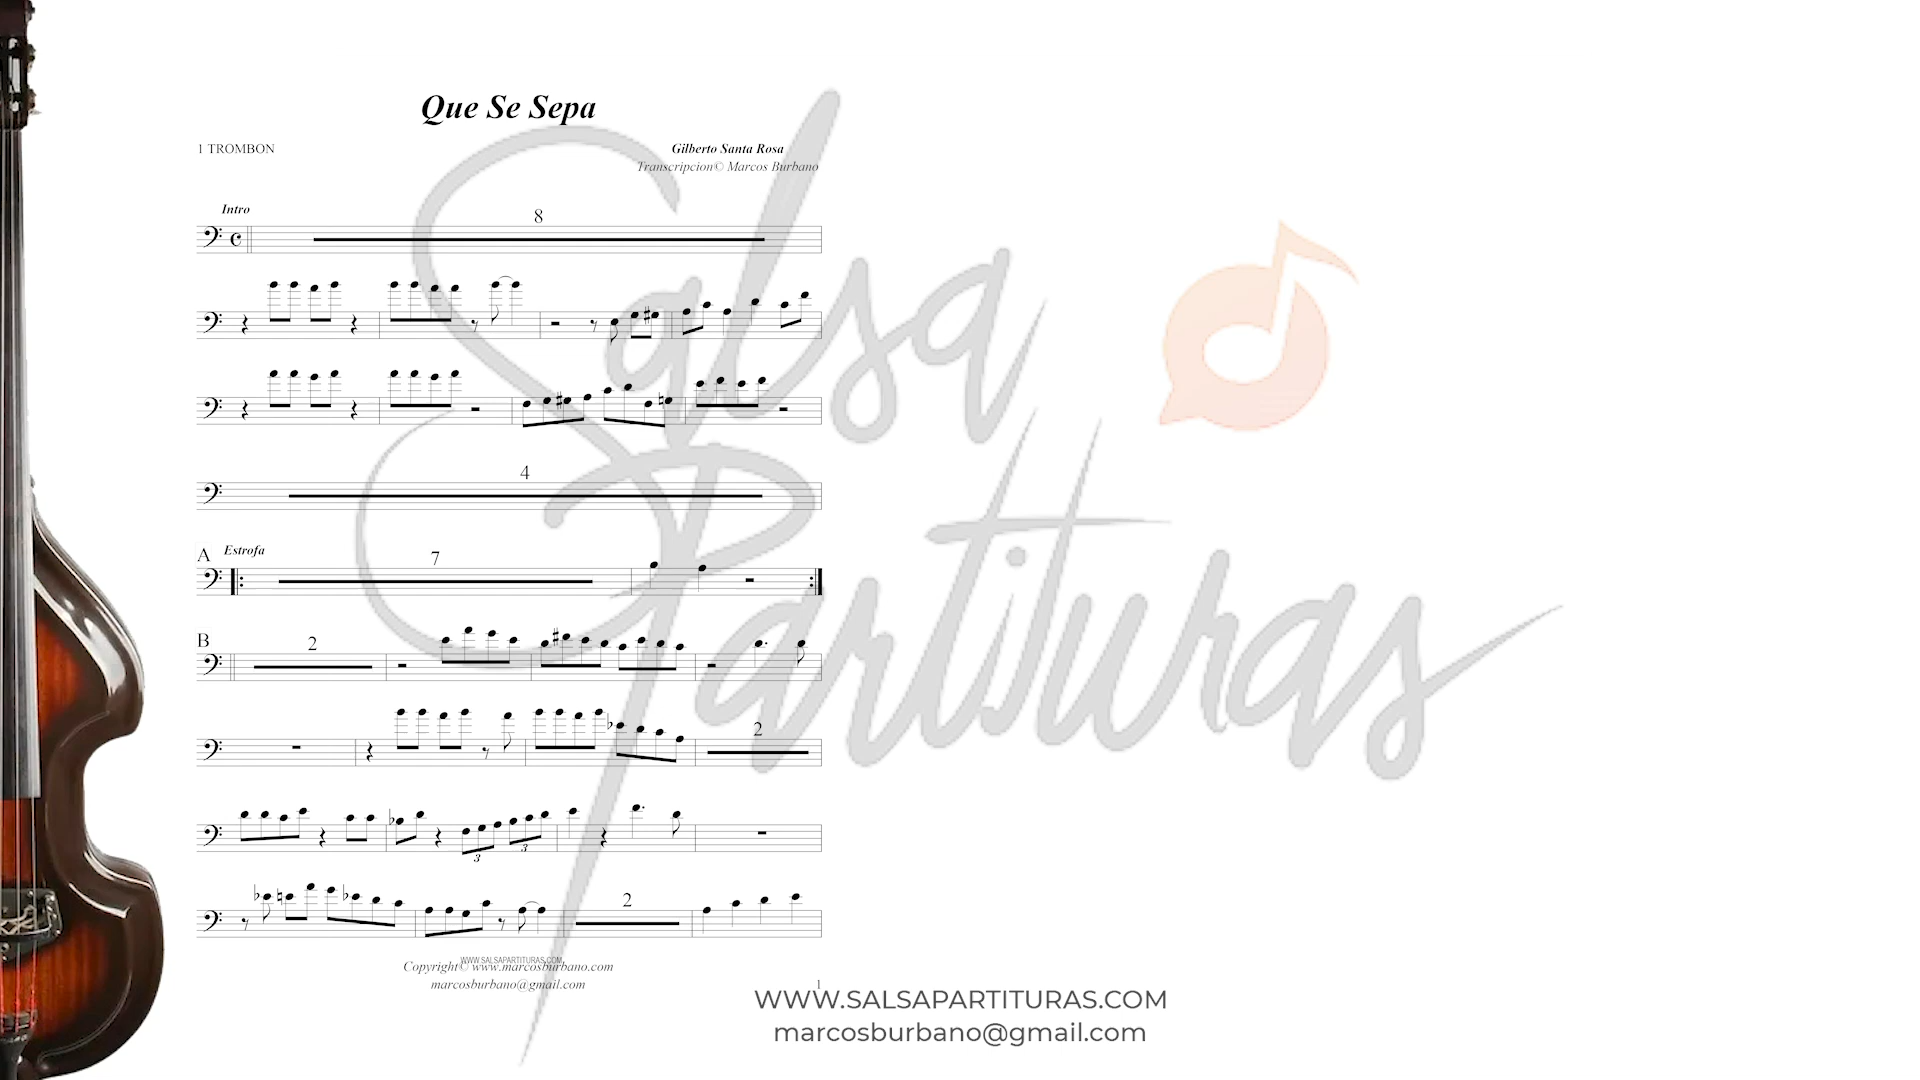 Que Se Sepa
1 TROMBON
Gilberto Santa Rosa
Transcripcion© Marcos Burbano
Intro
8
4
A Estrofa
7
B
2
2
3 3
2
WWW.SALSAPARTITURAS.COM
Copyright© www.marcosburbano.com
marcosburbano@gmail.com
1
Salsa
Partituras
WWW.SALSAPARTITURAS.COM
marcosburbano@gmail.com